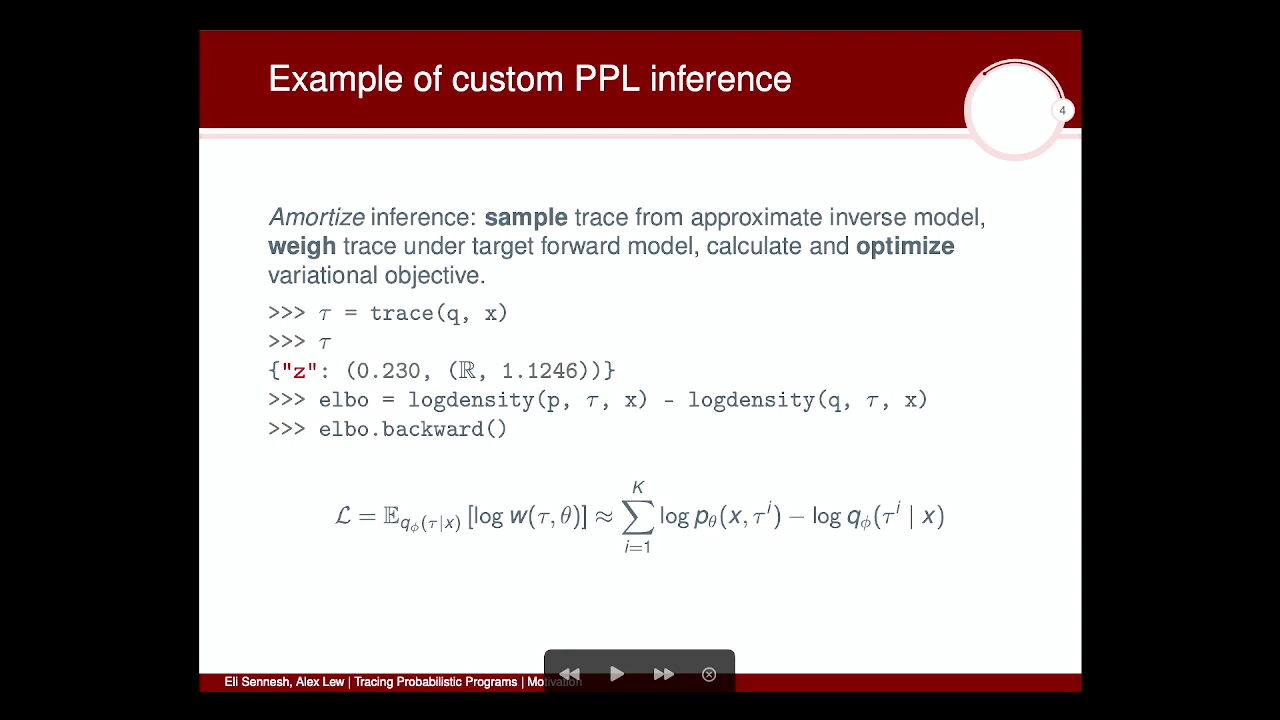 Example of custom PPL inference
4
Amortize inference: sample trace from approximate inverse model,
weigh trace under target forward model, calculate and optimize
variational objective.
>>> τ = trace(q, x)
>>> τ
{"z": (0.230, (ℝ, 1.1246))}
>>> elbo = logdensity(p, τ, x) - logdensity(q, τ, x)
>>> elbo.backward()
ℒ = 𝔼_{q_ϕ(τ|x)} [log w(τ, θ)] ≈ ∑_{i=1}^{K} log p_θ(x, τ^i) − log q_ϕ(τ^i | x)
Eli Sennesh, Alex Lew | Tracing Probabilistic Programs | Motivation